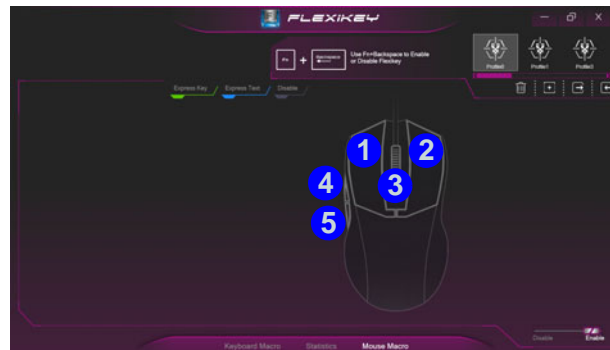 FLEXIKEY
Fn + Backspace
Use Fn+Backspace to Enable
or Disable Flexikey
Profile0 Profile1
Express Key Express Text Disable
1 2
4 3
5
Disable Enable
Keyboard Macro Statistics Mouse Macro